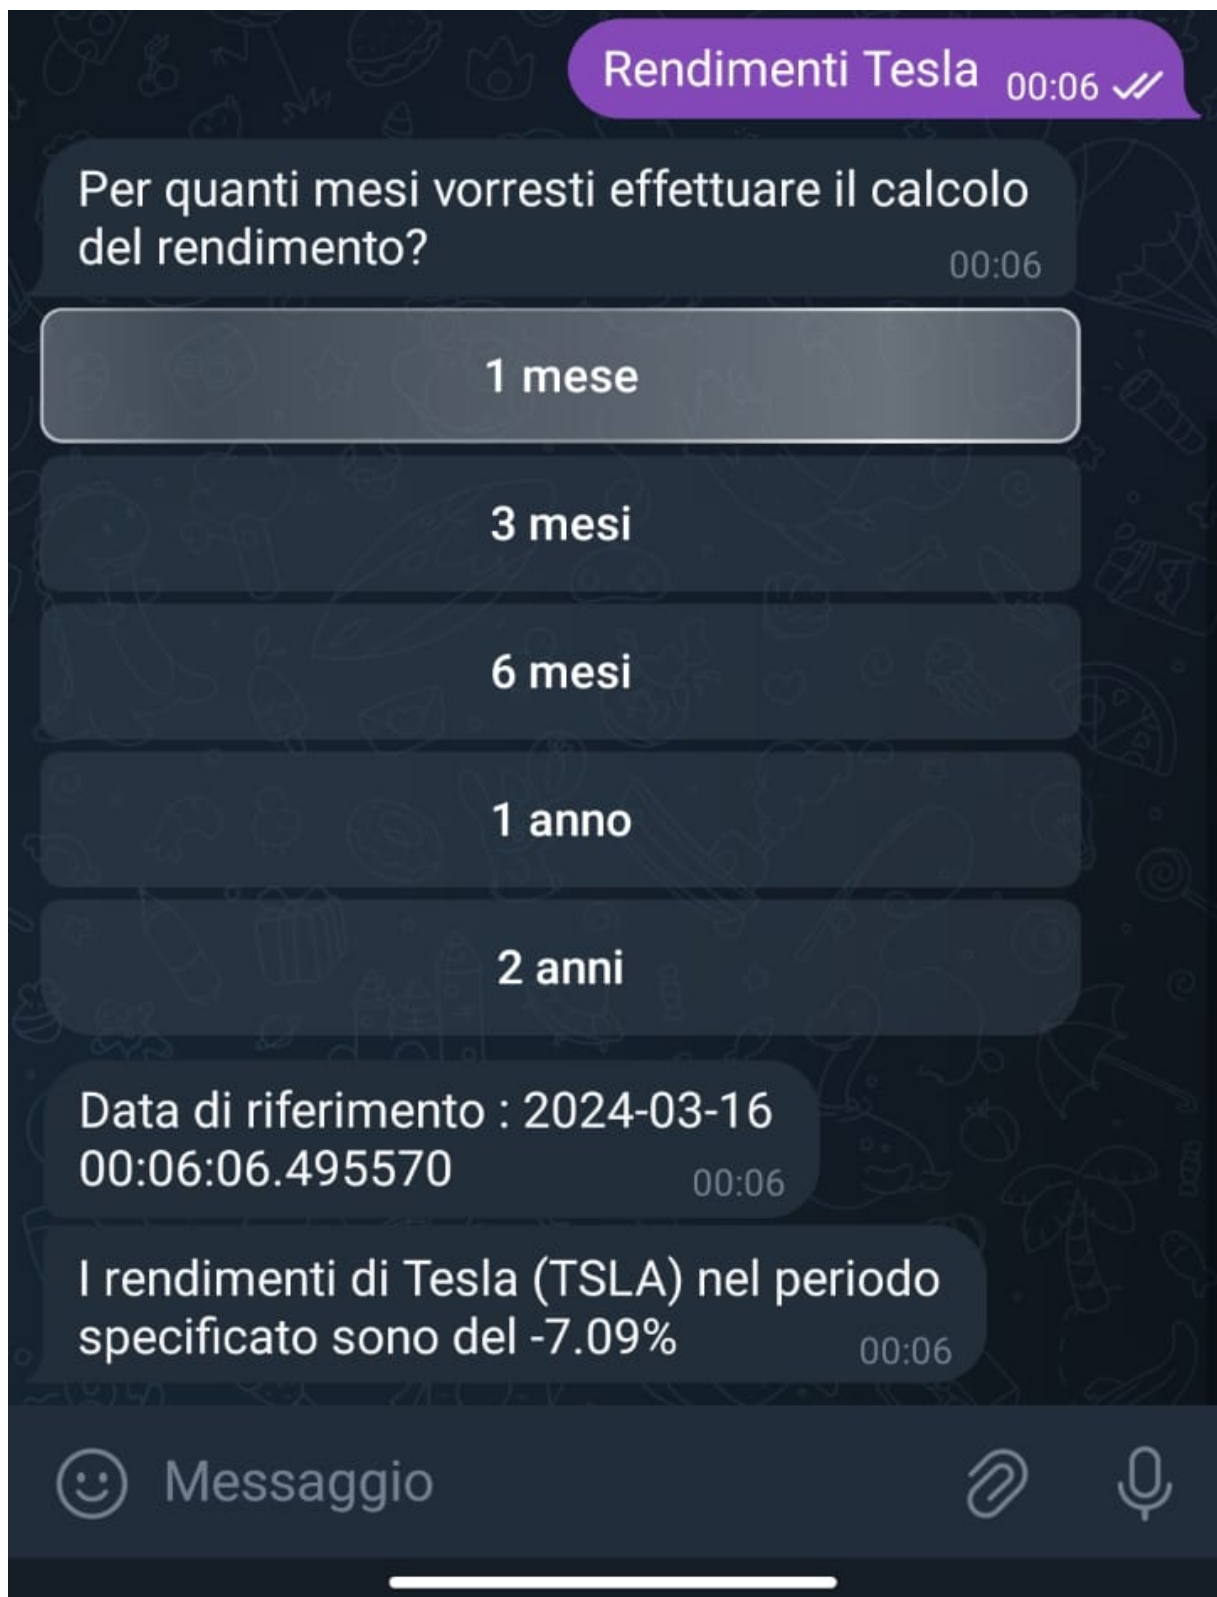 Rendimenti Tesla 00:06
Per quanti mesi vorresti effettuare il calcolo
del rendimento?
00:06
1 mese
3 mesi
6 mesi
1 anno
2 anni
Data di riferimento : 2024-03-16
00:06:06.495570 00:06
I rendimenti di Tesla (TSLA) nel periodo
specificato sono del -7.09% 00:06
Messaggio